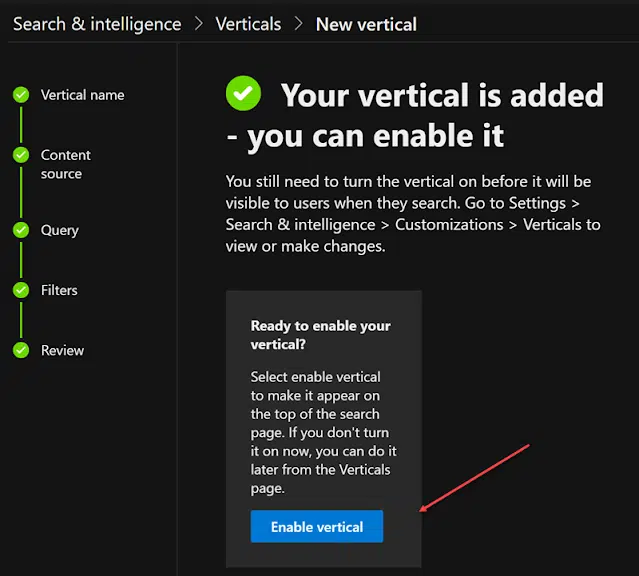 Search & intelligence > Verticals > New vertical
Vertical name
Content
source
Query
Filters
Review
Your vertical is added
- you can enable it
You still need to turn the vertical on before it will be
visible to users when they search. Go to Settings >
Search & intelligence > Customizations > Verticals to
view or make changes.
Ready to enable your
vertical?
Select enable vertical
to make it appear on
the top of the search
page. If you don't turn
it on now, you can do it
later from the Verticals
page.
Enable vertical